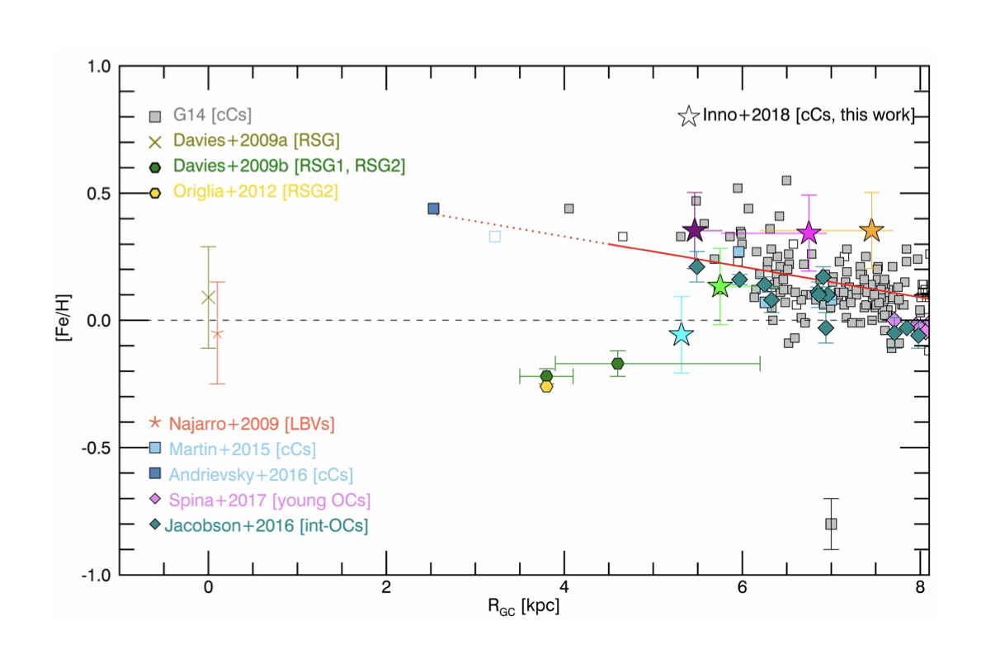 1.0
G14 [cCs]
Inno+2018 [cCs, this work]
Davies+2009a [RSG]
Davies+2009b [RSG1, RSG2]
0.5
Origlia+2012 [RSG2]
[Fe/H]
0.0
Najarro+2009 [LBVs]
-0.5
Martin+2015 [cCs]
Andrievsky+2016 [cCs]
Spina+2017 [young OCs]
Jacobson+2016 [int-OCs]
-1.0
0 2 4 6 8
RGC [kpc]